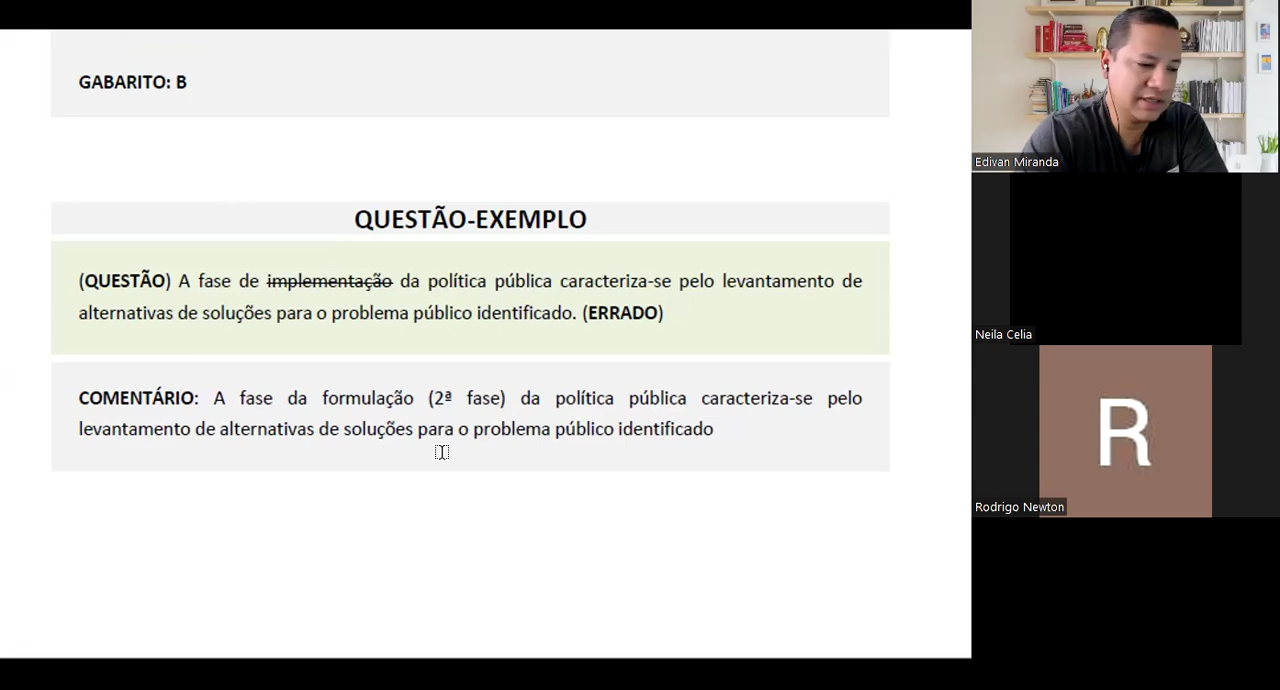 GABARITO: B
QUESTÃO-EXEMPLO
(QUESTÃO) A fase de implementação da política pública caracteriza-se pelo levantamento de
alternativas de soluções para o problema público identificado. (ERRADO)
COMENTÁRIO: A fase da formulação (2ª fase) da política pública caracteriza-se pelo
levantamento de alternativas de soluções para o problema público identificado
Edivan Miranda
Neila Celia
R
Rodrigo Newton